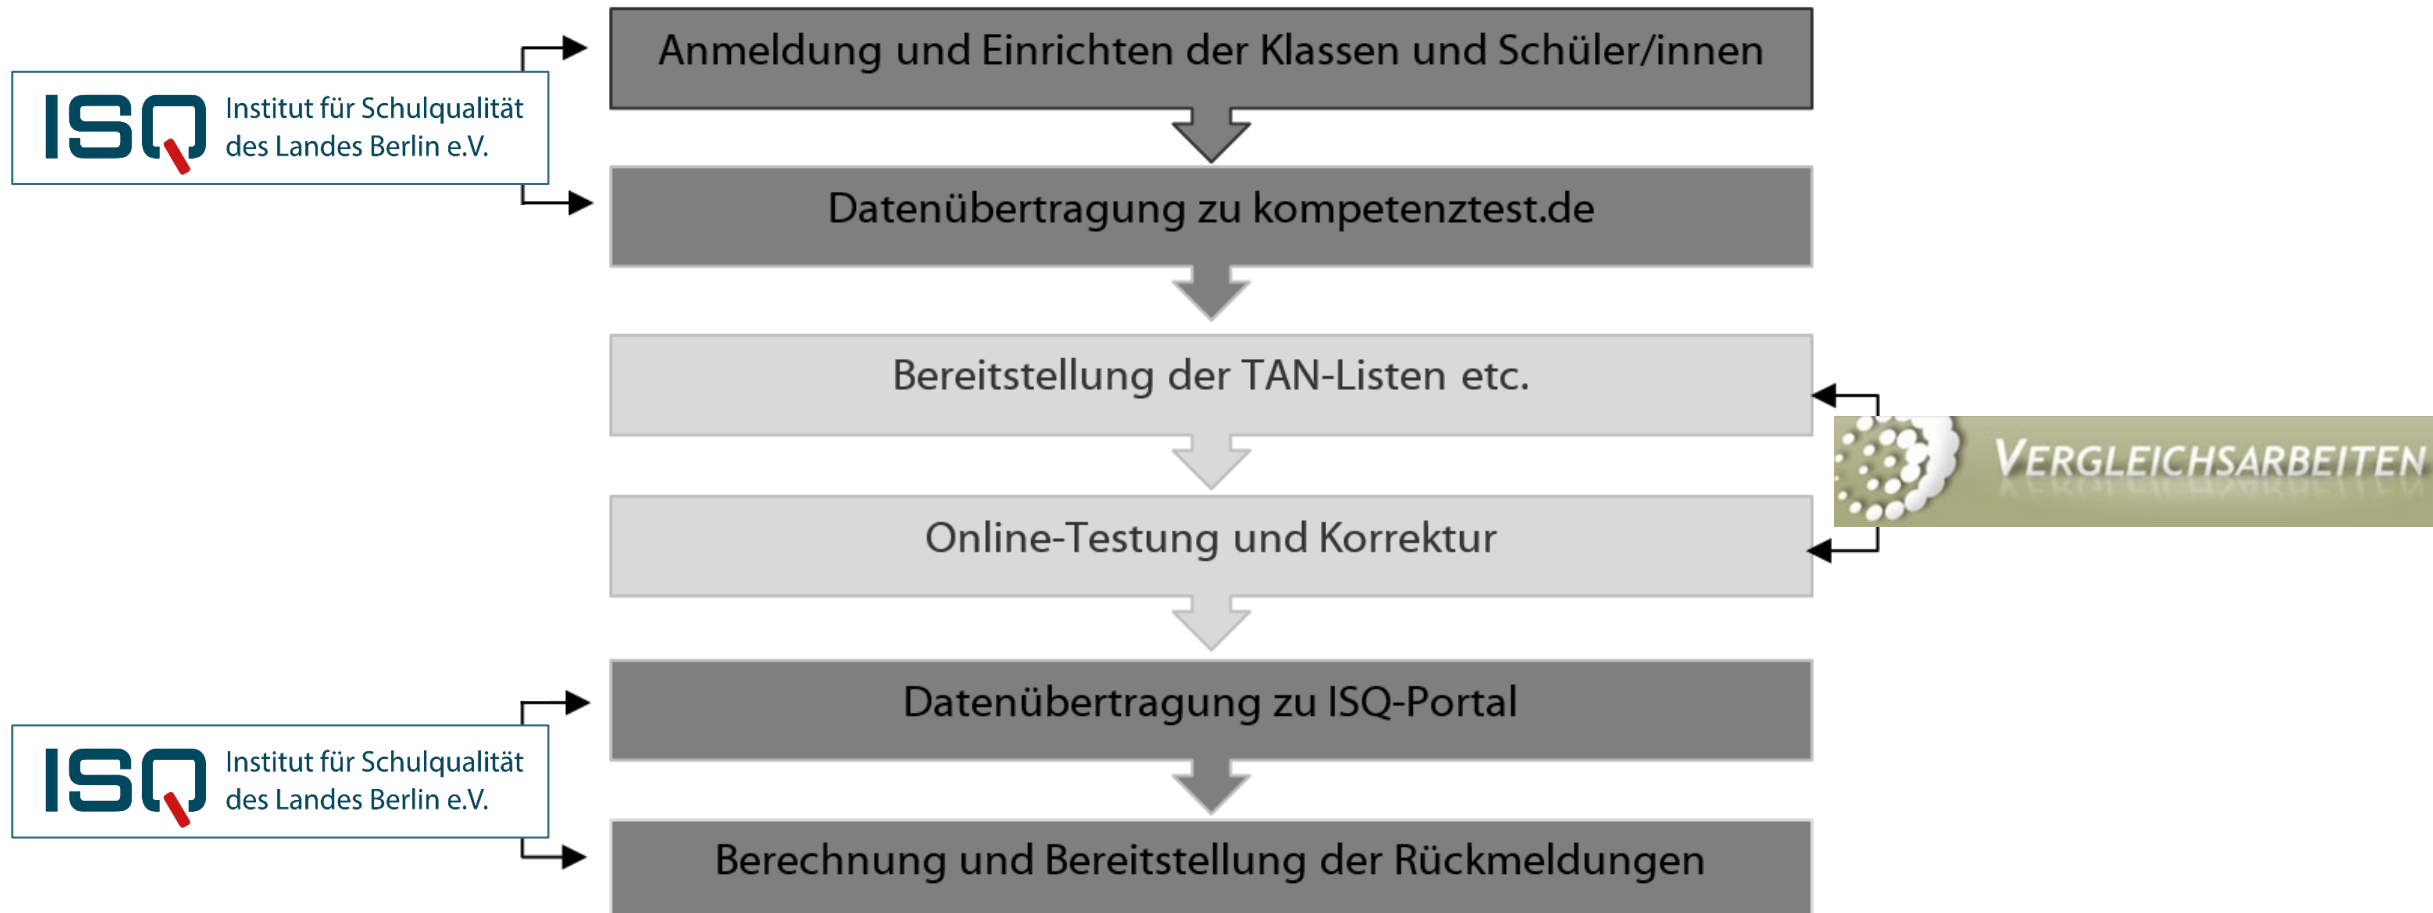 Anmeldung und Einrichten der Klassen und Schüler/innen
ISQ
Institut für Schulqualität
des Landes Berlin e.V.
Datenübertragung zu kompetenztest.de
Bereitstellung der TAN-Listen etc.
VERGLEICHSARBEITEN
Online-Testung und Korrektur
Datenübertragung zu ISQ-Portal
ISQ
Institut für Schulqualität
des Landes Berlin e.V.
Berechnung und Bereitstellung der Rückmeldungen